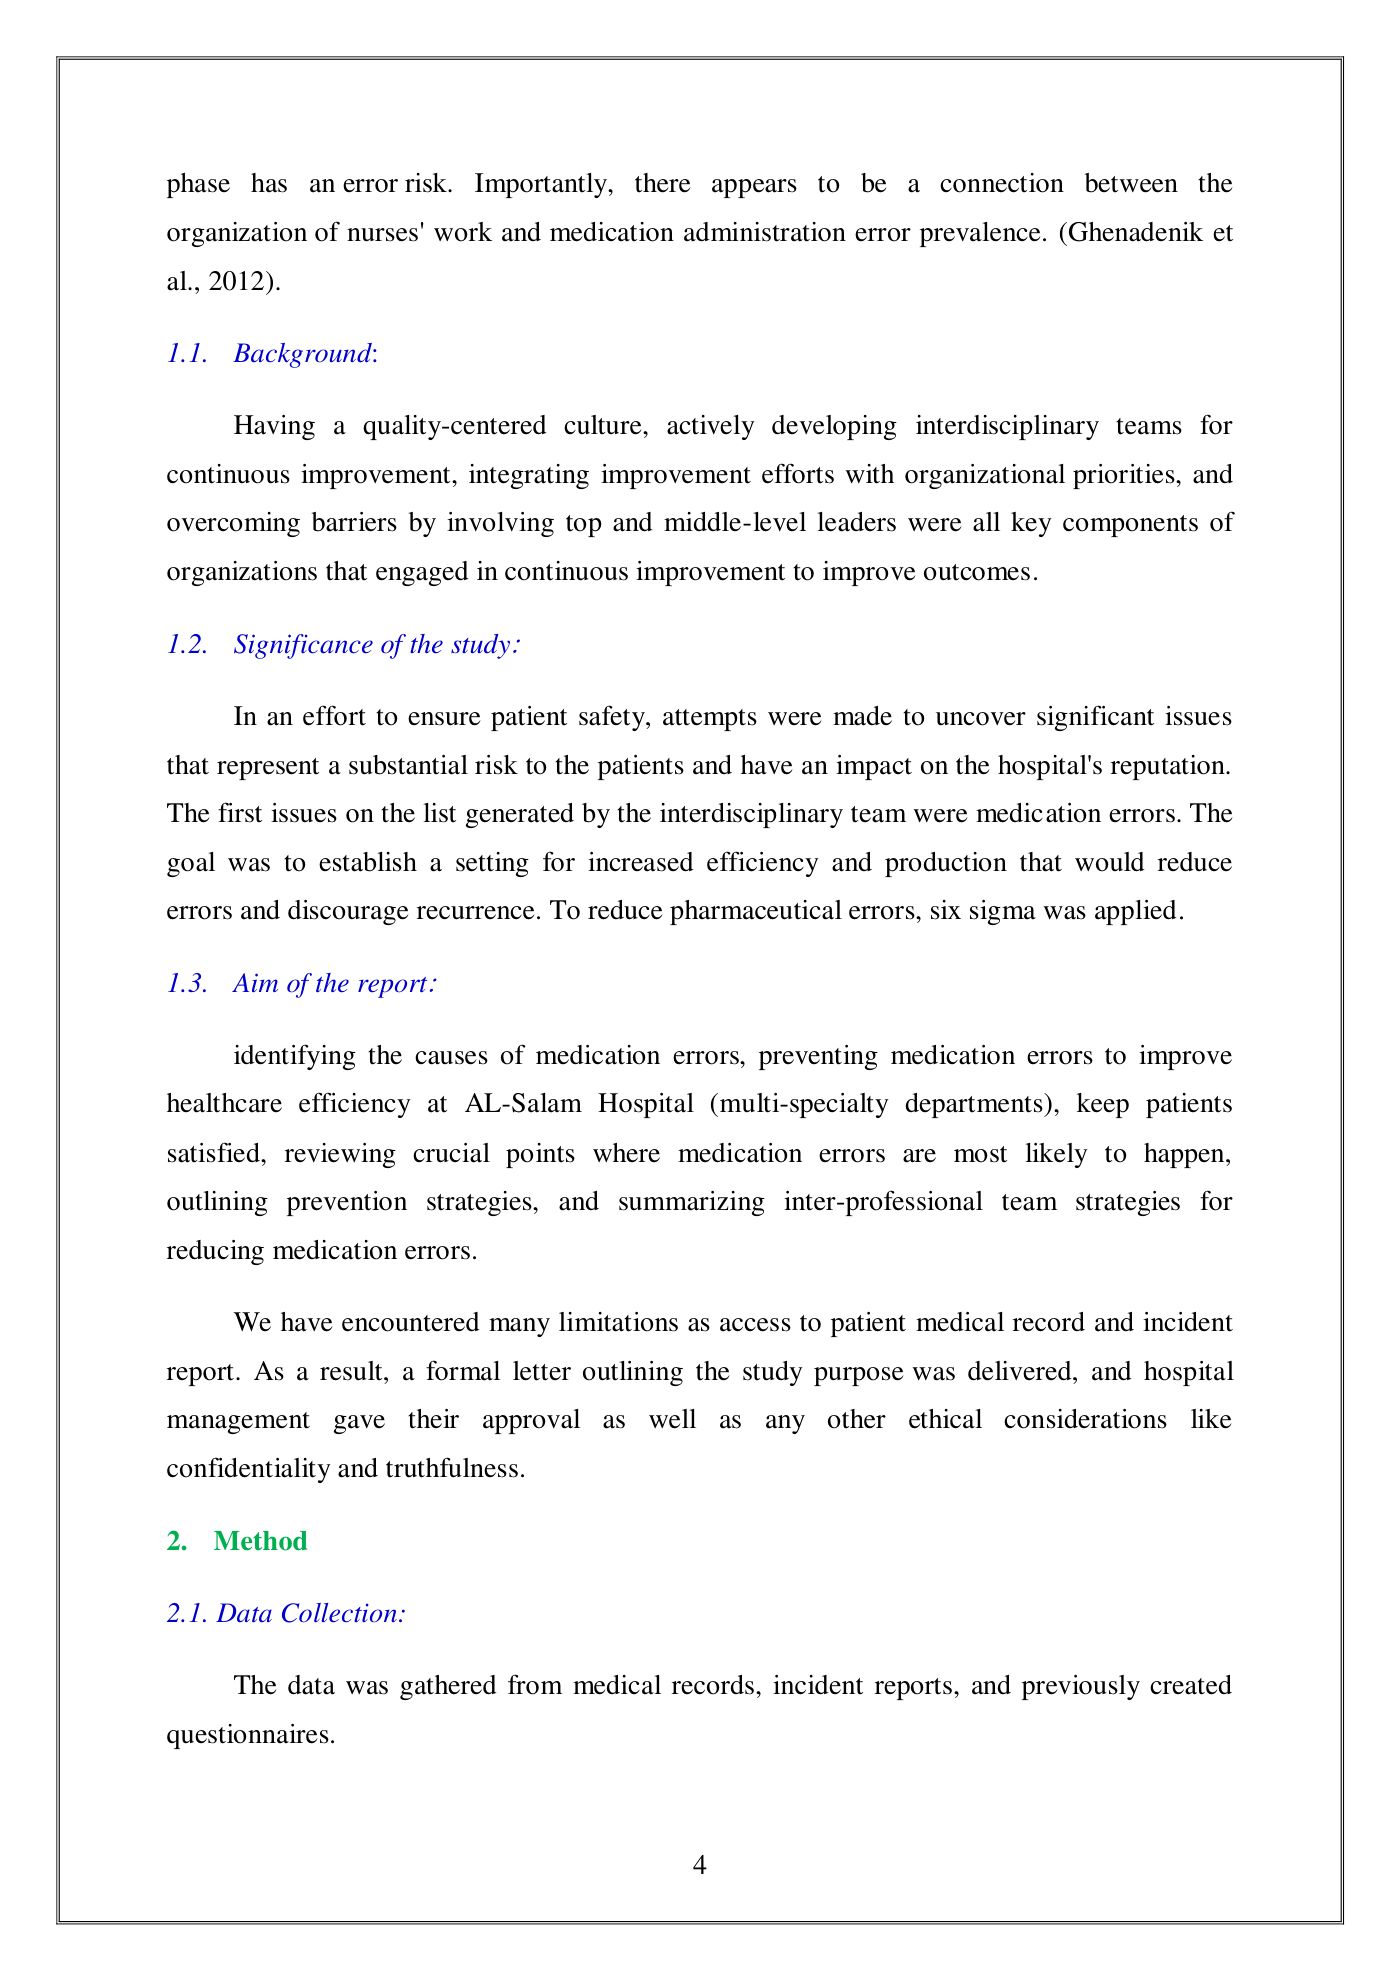 phase has an error risk. Importantly, there appears to be a connection between the
organization of nurses' work and medication administration error prevalence. (Ghenadenik et
al., 2012).
1.1. Background:
Having a quality-centered culture, actively developing interdisciplinary teams for
continuous improvement, integrating improvement efforts with organizational priorities, and
overcoming barriers by involving top and middle-level leaders were all key components of
organizations that engaged in continuous improvement to improve outcomes.
1.2. Significance of the study:
In an effort to ensure patient safety, attempts were made to uncover significant issues
that represent a substantial risk to the patients and have an impact on the hospital's reputation.
The first issues on the list generated by the interdisciplinary team were medication errors. The
goal was to establish a setting for increased efficiency and production that would reduce
errors and discourage recurrence. To reduce pharmaceutical errors, six sigma was applied.
1.3. Aim of the report:
identifying the causes of medication errors, preventing medication errors to improve
healthcare efficiency at AL-Salam Hospital (multi-specialty departments), keep patients
satisfied, reviewing crucial points where medication errors are most likely to happen,
outlining prevention strategies, and summarizing inter-professional team strategies for
reducing medication errors.
We have encountered many limitations as access to patient medical record and incident
report. As a result, a formal letter outlining the study purpose was delivered, and hospital
management gave their approval as well as any other ethical considerations like
confidentiality and truthfulness.
2. Method
2.1. Data Collection:
The data was gathered from medical records, incident reports, and previously created
questionnaires.
4